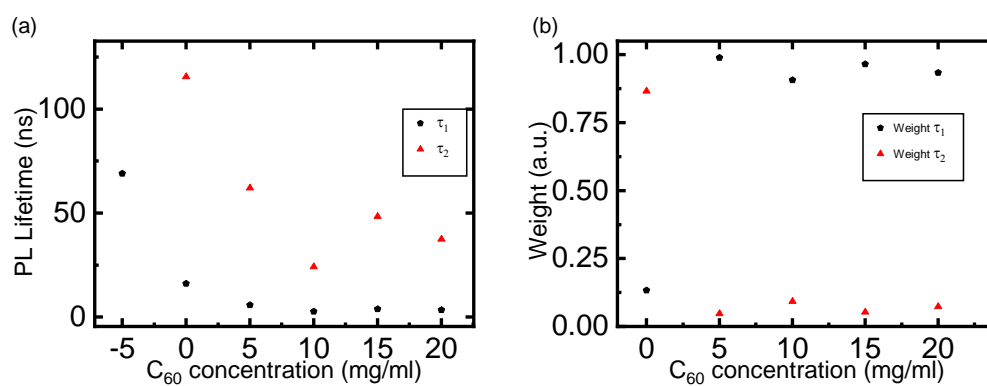 (a)
PL Lifetime (ns)
100
50
0
τ1
τ2
-5 0 5 10 15 20
C60 concentration (mg/ml)
(b)
Weight (a.u.)
1.00
0.75
0.50
0.25
0.00
Weight τ1
Weight τ2
0 5 10 15 20
C60 concentration (mg/ml)